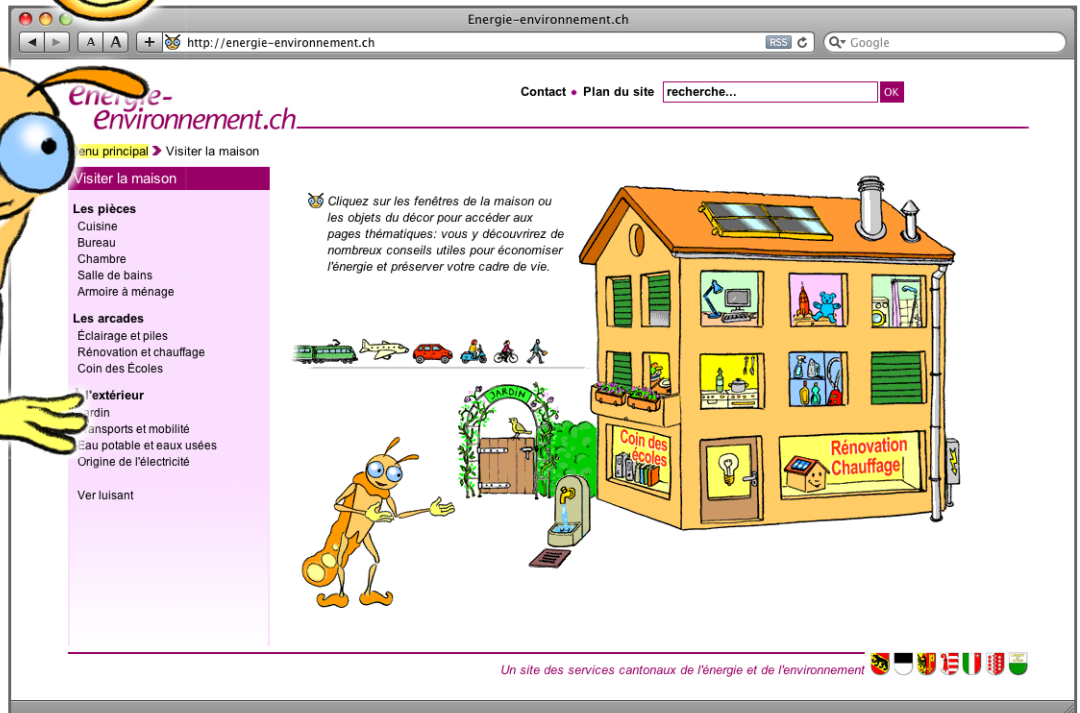 Energie-environnement.ch
A A + http://energie-environnement.ch RSS Google
energie-
environnement.ch
Contact • Plan du site recherche... OK
enu principal Visiter la maison
Visiter la maison
Les pièces
Cuisine
Bureau
Chambre
Salle de bains
Armoire à ménage
Les arcades
Éclairage et piles
Rénovation et chauffage
Coin des Écoles
l'extérieur
ardin
ansports et mobilité
Eau potable et eaux usées
Origine de l'électricité
Ver luisant
Cliquez sur les fenêtres de la maison ou
les objets du décor pour accéder aux
pages thématiques: vous y découvrirez de
nombreux conseils utiles pour économiser
l'énergie et préserver votre cadre de vie.
JARDIN
Coin des
écoles
Rénovation
Chauffage
Un site des services cantonaux de l'énergie et de l'environnement